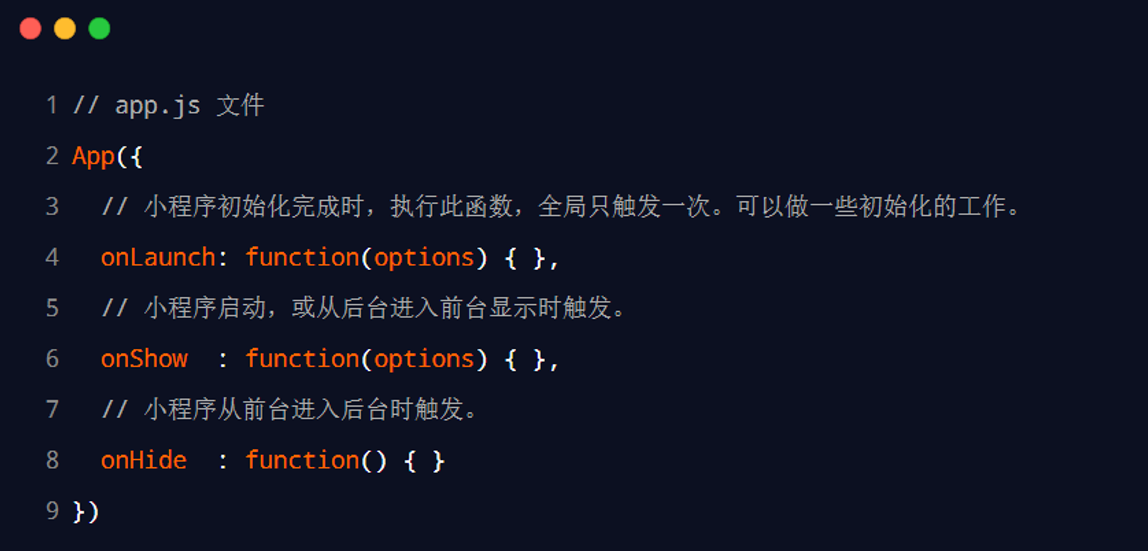 1 // app.js 文件
2 App({
3   // 小程序初始化完成时，执行此函数，全局只触发一次。可以做一些初始化的工作。
4   onLaunch: function(options) { },
5   // 小程序启动，或从后台进入前台显示时触发。
6   onShow  : function(options) { },
7   // 小程序从前台进入后台时触发。
8   onHide  : function() { }
9 })